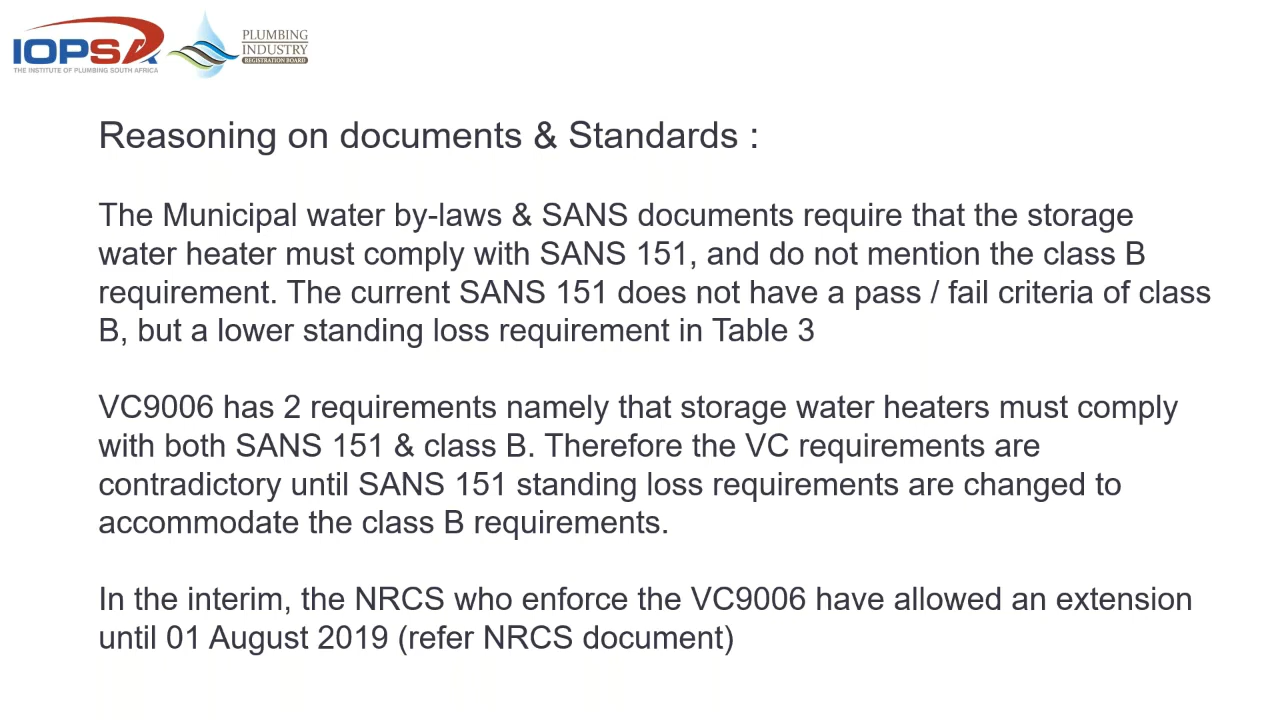 IOPSA
THE INSTITUTE OF PLUMBING SOUTH AFRICA
PLUMBING
INDUSTRY
REGISTRATION BOARD
Reasoning on documents & Standards :
The Municipal water by-laws & SANS documents require that the storage
water heater must comply with SANS 151, and do not mention the class B
requirement. The current SANS 151 does not have a pass / fail criteria of class
B, but a lower standing loss requirement in Table 3
VC9006 has 2 requirements namely that storage water heaters must comply
with both SANS 151 & class B. Therefore the VC requirements are
contradictory until SANS 151 standing loss requirements are changed to
accommodate the class B requirements.
In the interim, the NRCS who enforce the VC9006 have allowed an extension
until 01 August 2019 (refer NRCS document)